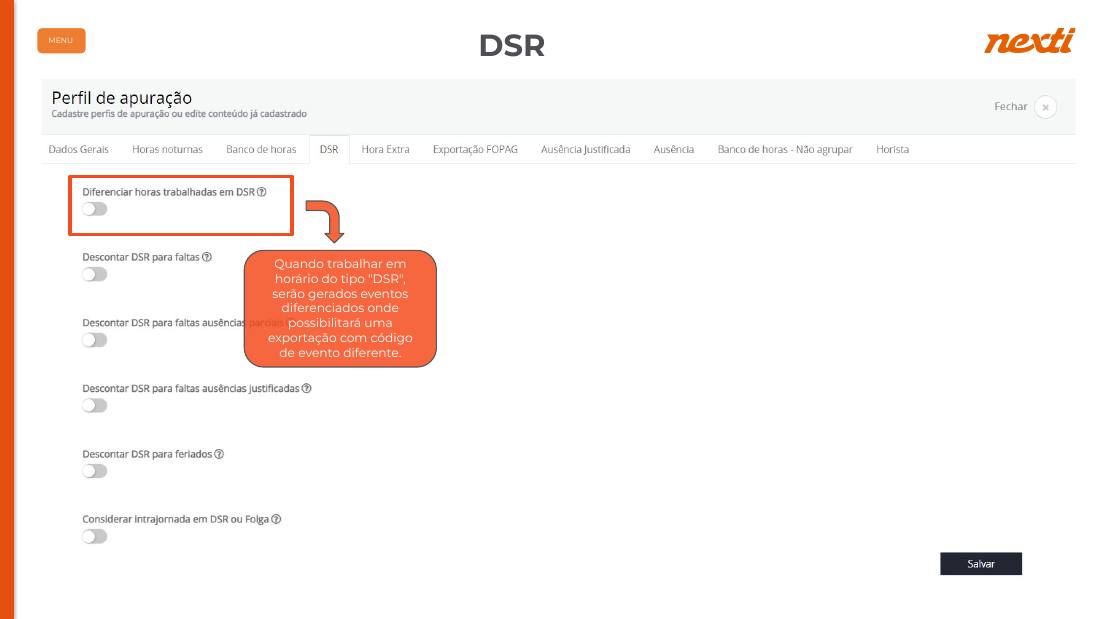 MENU
DSR
nexti
Perfil de apuração
Cadastre perfis de apuração ou edite conteúdo já cadastrado
Fechar ×
Dados Gerais Horas noturnas Banco de horas DSR Hora Extra Exportação FOPAG Ausência Justificada Ausência Banco de horas - Não agrupar Horista
Diferenciar horas trabalhadas em DSR ?
Descontar DSR para faltas ?
Quando trabalhar em
horário do tipo "DSR",
serão gerados eventos
diferenciados onde
possibilitará uma
exportação com código
de evento diferente.
Descontar DSR para faltas ausências parciais
Descontar DSR para faltas ausências justificadas ?
Descontar DSR para feriados ?
Considerar intrajornada em DSR ou Folga ?
Salvar